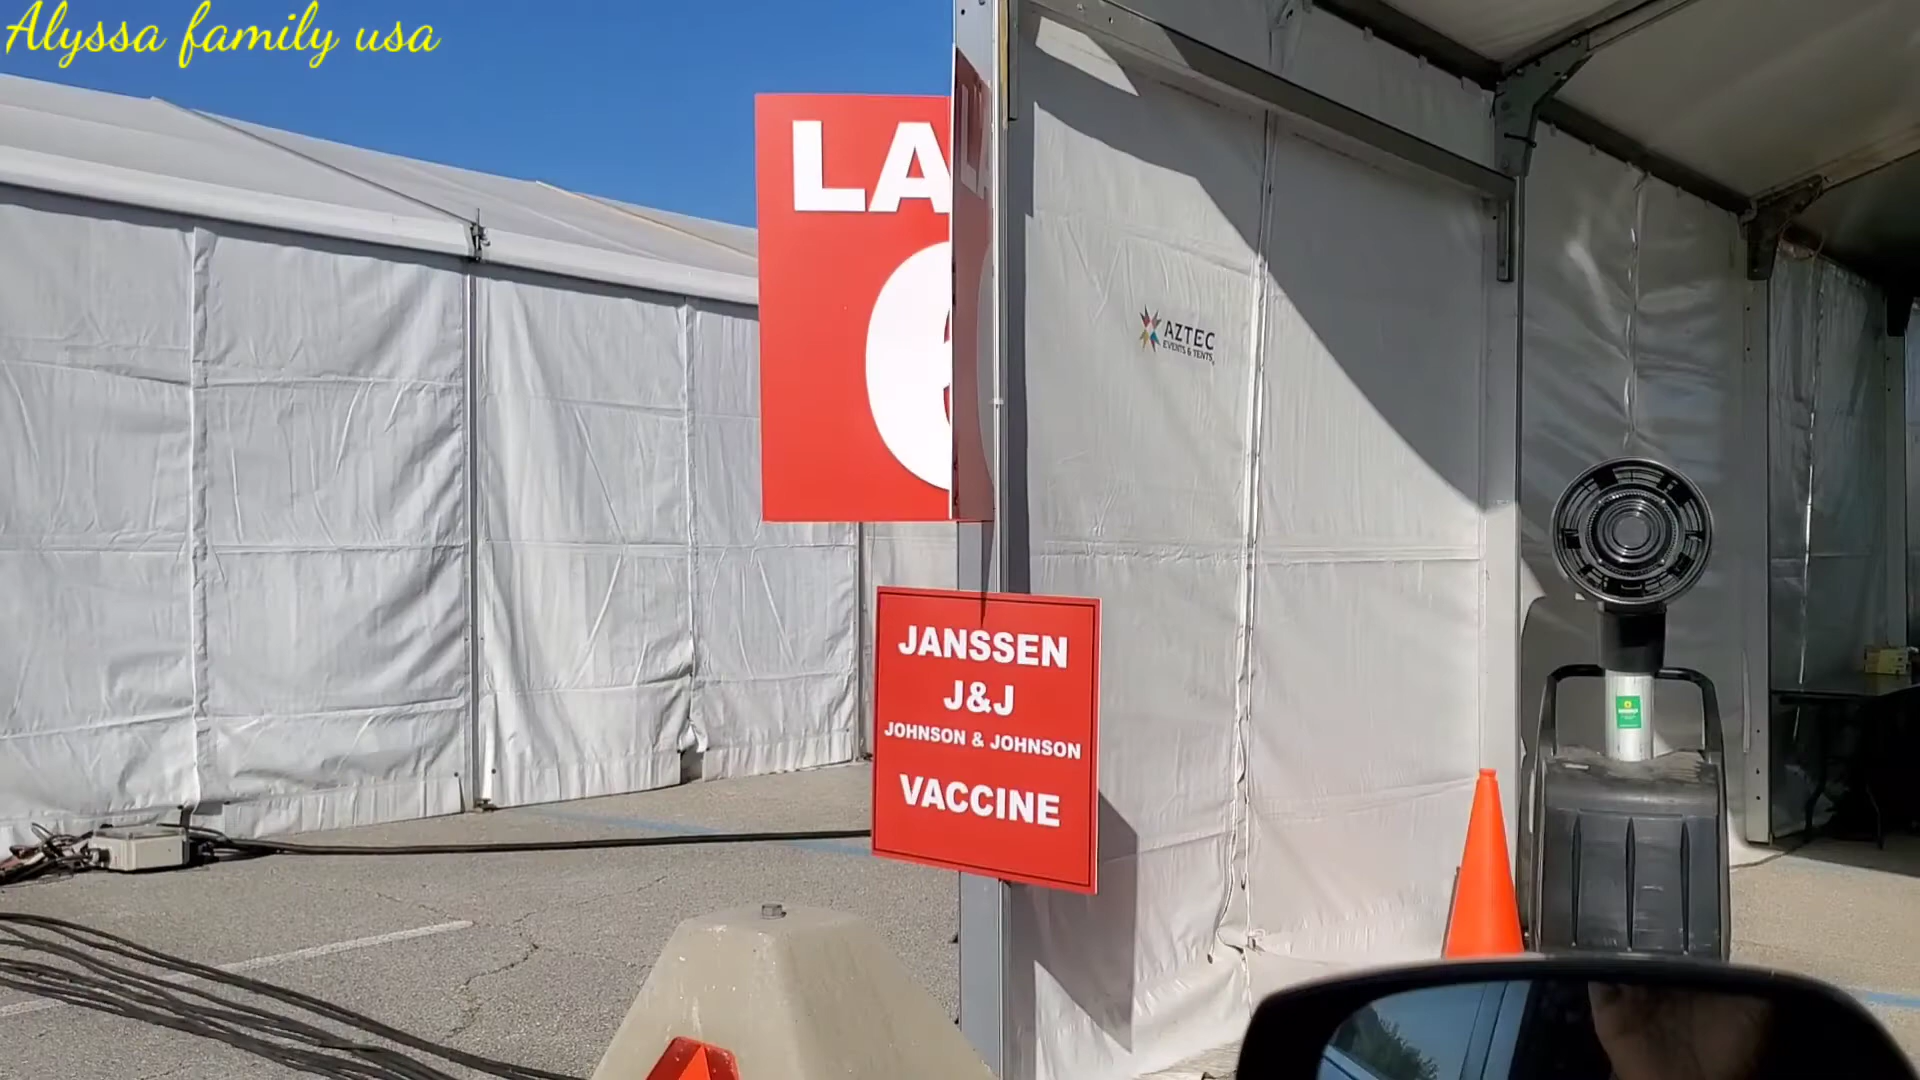 Alyssa family usa
LA
AZTEC
EVENTS & TENTS
JANSSEN
J&J
JOHNSON & JOHNSON
VACCINE